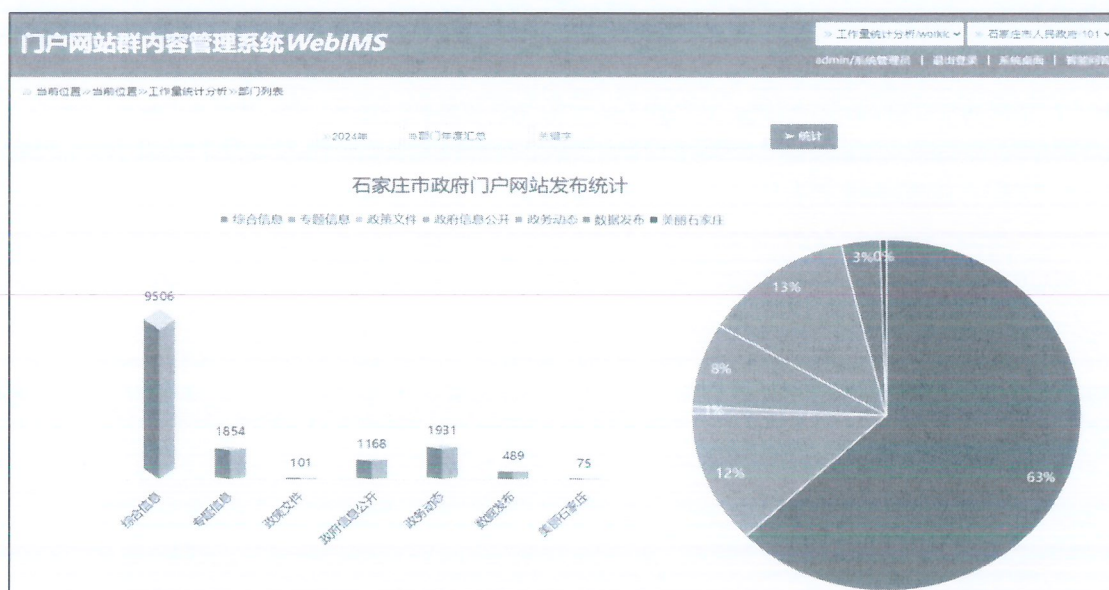 门户网站群内容管理系统WebIMS
工作量统计分析/workc
石家庄市人民政府-101
admin/系统管理员 | 退出登录 | 系统桌面 | 智能问答
当前位置»当前位置»工作量统计分析»部门列表
2024年
部门年度汇总
关键字
统计
石家庄市政府门户网站发布统计
综合信息 专题信息 政策文件 政府信息公开 政务动态 数据发布 美丽石家庄
9506
1854
101
1168
1931
489
75
综合信息
专题信息
政策文件
政府信息公开
政务动态
数据发布
美丽石家庄
3%
0%
13%
8%
1%
12%
63%